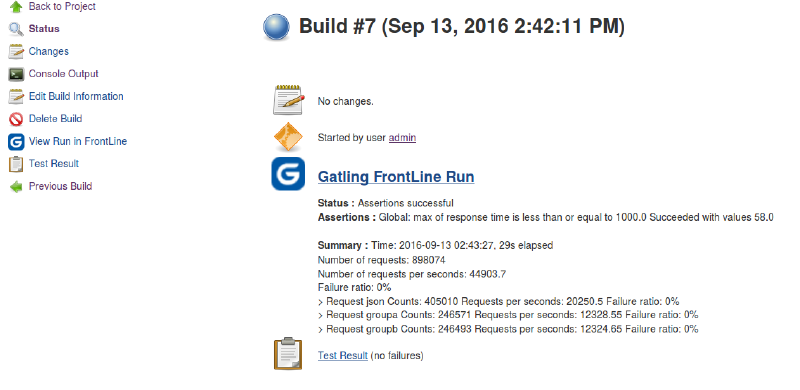 Back to Project
Status
Changes
Console Output
Edit Build Information
Delete Build
View Run in FrontLine
Test Result
Previous Build
Build #7 (Sep 13, 2016 2:42:11 PM)
No changes.
Started by user admin
Gatling FrontLine Run
Status : Assertions successful
Assertions : Global: max of response time is less than or equal to 1000.0 Succeeded with values 58.0
Summary : Time: 2016-09-13 02:43:27, 29s elapsed
Number of requests: 898074
Number of requests per seconds: 44903.7
Failure ratio: 0%
> Request json Counts: 405010 Requests per seconds: 20250.5 Failure ratio: 0%
> Request groupa Counts: 246571 Requests per seconds: 12328.55 Failure ratio: 0%
> Request groupb Counts: 246493 Requests per seconds: 12324.65 Failure ratio: 0%
Test Result (no failures)